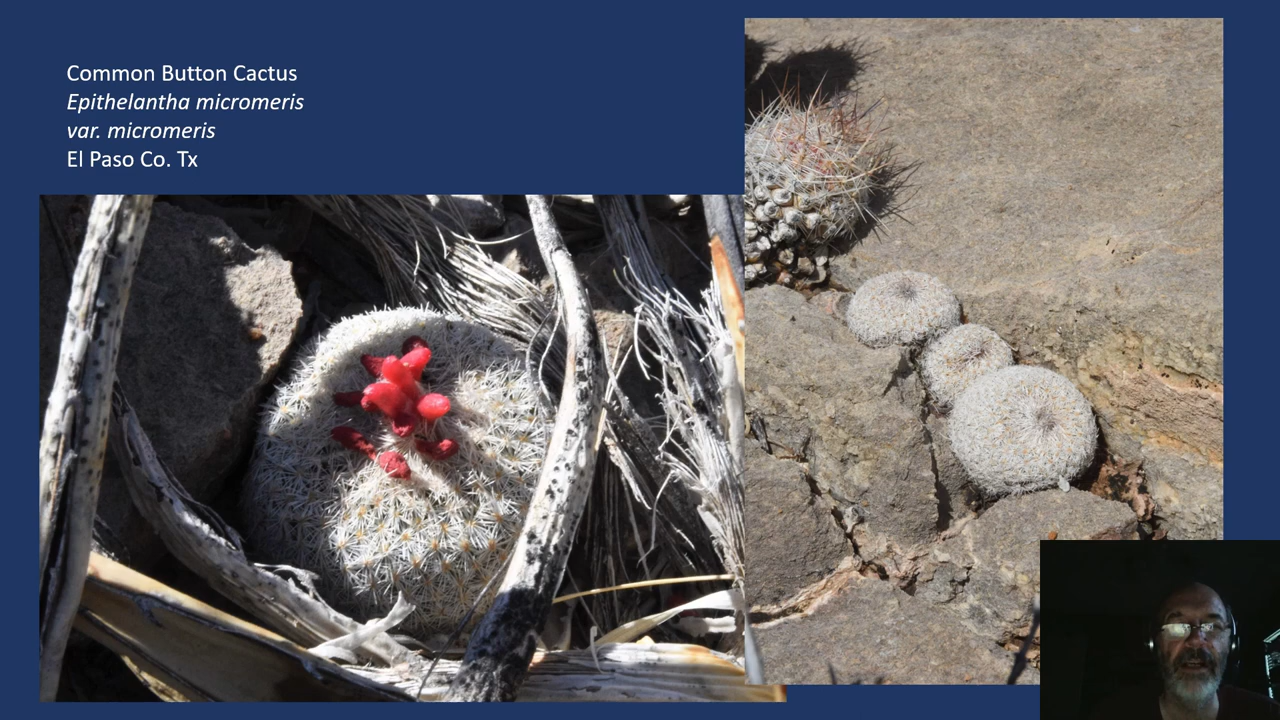 Common Button Cactus
Epithelantha micromeris
var. micromeris
El Paso Co. Tx